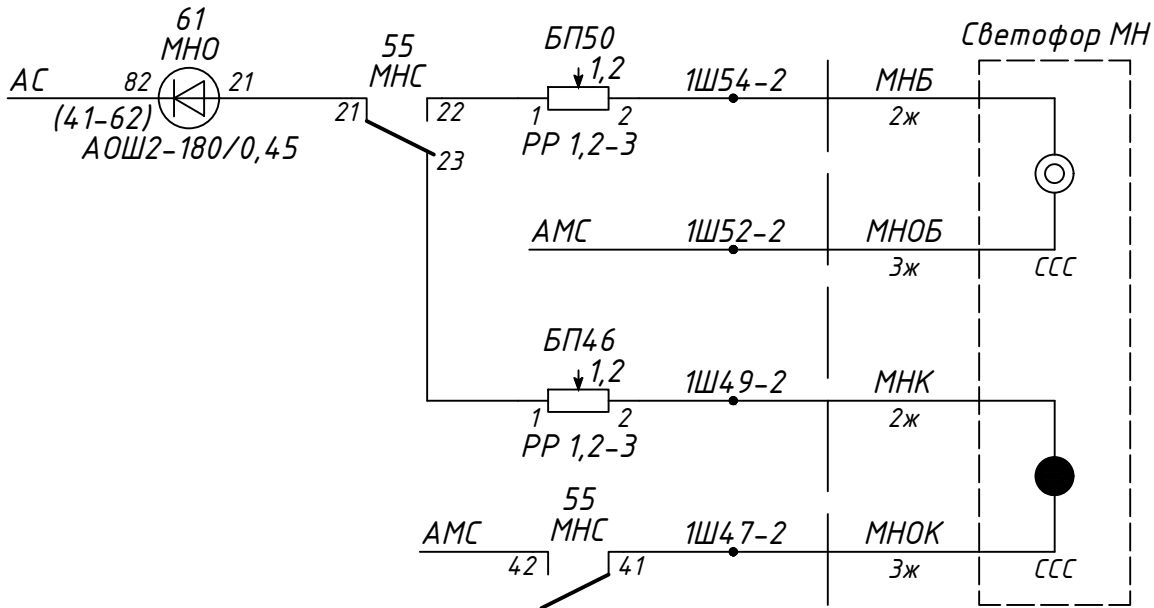 61
МНО
АС
82
21
(41-62)
АОШ2-180/0,45
55
МНС
21
22
23
БП50
1,2
1
2
РР 1,2-3
1Ш54-2
МНБ
2ж
Светофор МН
АМС
1Ш52-2
МНОБ
3ж
ССС
БП46
1,2
1
2
РР 1,2-3
1Ш49-2
МНК
2ж
55
МНС
АМС
42
41
1Ш47-2
МНОК
3ж
ССС